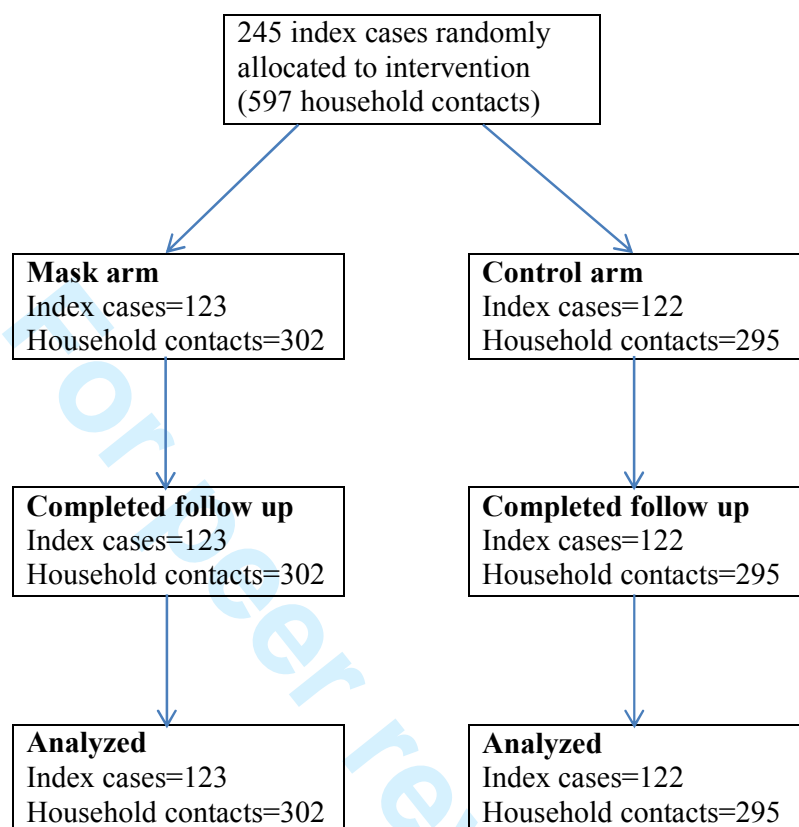 245 index cases randomly
allocated to intervention
(597 household contacts)
Mask arm
Index cases=123
Household contacts=302
Control arm
Index cases=122
Household contacts=295
Completed follow up
Index cases=123
Household contacts=302
Completed follow up
Index cases=122
Household contacts=295
Analyzed
Index cases=123
Household contacts=302
Analyzed
Index cases=122
Household contacts=295
For peer